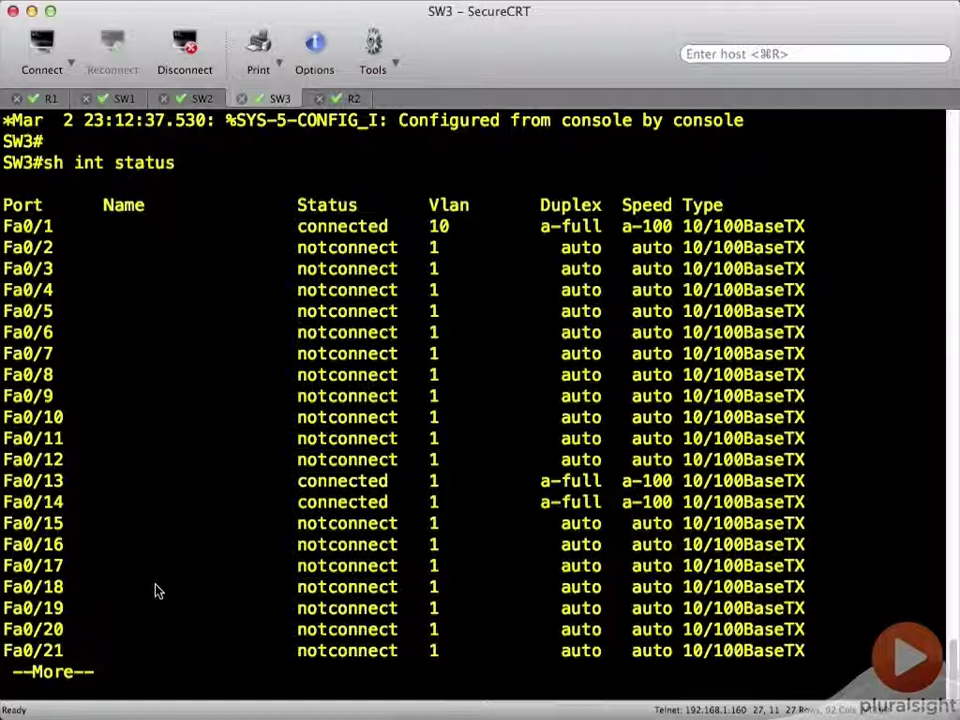 SW3 - SecureCRT
Connect Reconnect Disconnect Print Options Tools
Enter host <⌘R>
R1 SW1 SW2 SW3 R2
*Mar  2 23:12:37.530: %SYS-5-CONFIG_I: Configured from console by console
SW3#
SW3#sh int status
Port Name Status Vlan Duplex Speed Type
Fa0/1 connected 10 a-full a-100 10/100BaseTX
Fa0/2 notconnect 1 auto auto 10/100BaseTX
Fa0/3 notconnect 1 auto auto 10/100BaseTX
Fa0/4 notconnect 1 auto auto 10/100BaseTX
Fa0/5 notconnect 1 auto auto 10/100BaseTX
Fa0/6 notconnect 1 auto auto 10/100BaseTX
Fa0/7 notconnect 1 auto auto 10/100BaseTX
Fa0/8 notconnect 1 auto auto 10/100BaseTX
Fa0/9 notconnect 1 auto auto 10/100BaseTX
Fa0/10 notconnect 1 auto auto 10/100BaseTX
Fa0/11 notconnect 1 auto auto 10/100BaseTX
Fa0/12 notconnect 1 auto auto 10/100BaseTX
Fa0/13 connected 1 a-full a-100 10/100BaseTX
Fa0/14 connected 1 a-full a-100 10/100BaseTX
Fa0/15 notconnect 1 auto auto 10/100BaseTX
Fa0/16 notconnect 1 auto auto 10/100BaseTX
Fa0/17 notconnect 1 auto auto 10/100BaseTX
Fa0/18 notconnect 1 auto auto 10/100BaseTX
Fa0/19 notconnect 1 auto auto 10/100BaseTX
Fa0/20 notconnect 1 auto auto 10/100BaseTX
Fa0/21 notconnect 1 auto auto 10/100BaseTX
--More--
pluralsight
Ready Telnet: 192.168.1.160 27, 11 27 Rows, 92 Cols